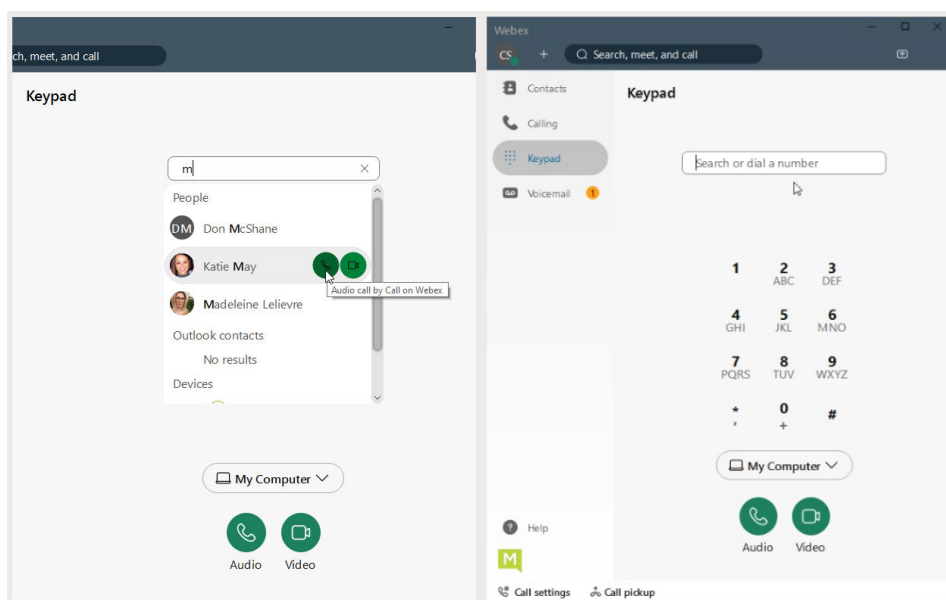 ch, meet, and call
Keypad
m
People
DM Don McShane
Katie May
Audio call by Call on Webex
Madeleine Lelievre
Outlook contacts
No results
Devices
My Computer
Audio Video
Webex
CS + Search, meet, and call
Contacts
Calling
Keypad
Voicemail 1
Help
M
Keypad
Search or dial a number
1 2 3
ABC DEF
4 5 6
GHI JKL MNO
7 8 9
PQRS TUV WXYZ
* 0 #
, +
My Computer
Audio Video
Call settings Call pickup